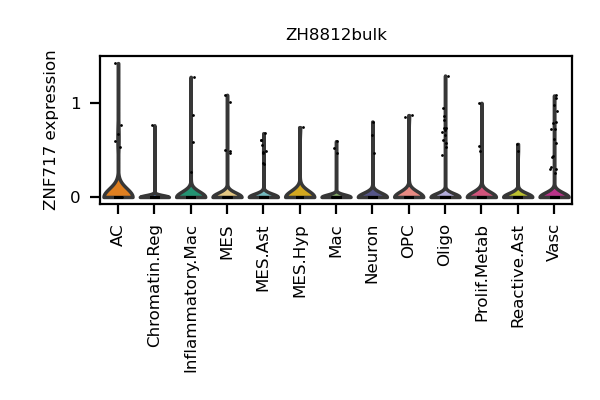 ZH8812bulk
ZNF717 expression
1
0
AC
Chromatin.Reg
Inflammatory.Mac
MES
MES.Ast
MES.Hyp
Mac
Neuron
OPC
Oligo
Prolif.Metab
Reactive.Ast
Vasc